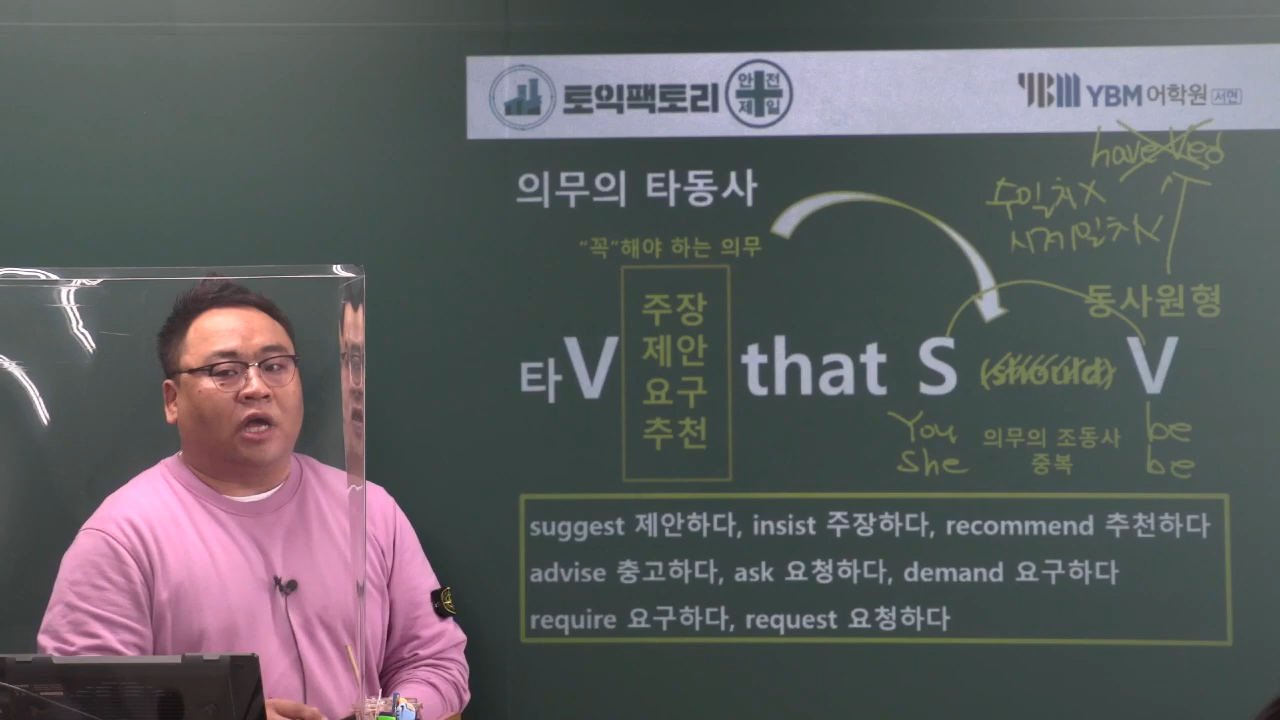 토익팩토리 안전제일
YBM YBM 어학원 서면
have Ved
의무의 타동사
수일치X
시제일치X
“꼭”해야 하는 의무
동사원형
주장
제안
요구
추천
타V that S (should) V
You be
She be
의무의 조동사
중복
suggest 제안하다, insist 주장하다, recommend 추천하다
advise 충고하다, ask 요청하다, demand 요구하다
require 요구하다, request 요청하다